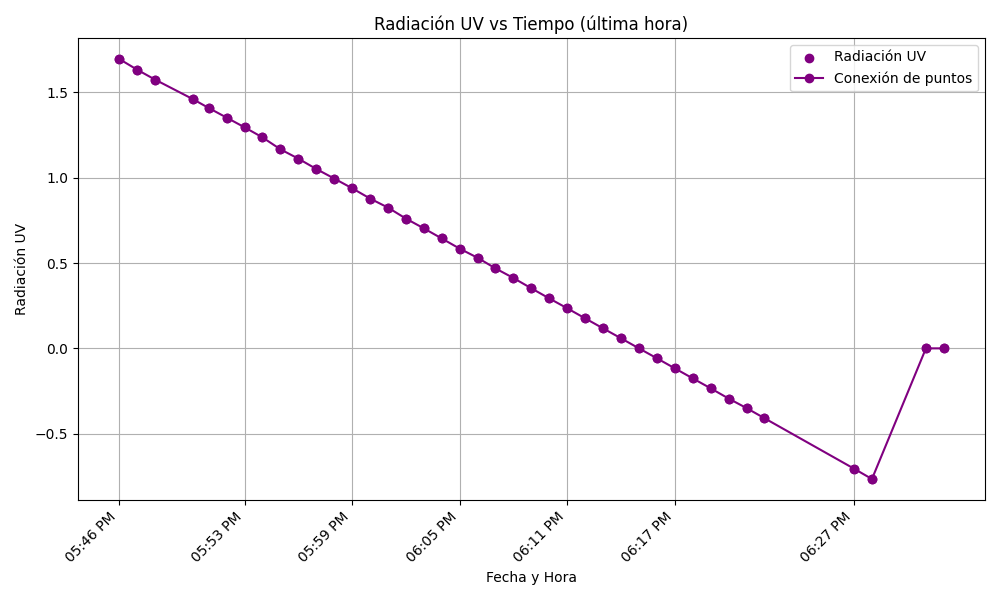 Radiación UV vs Tiempo (última hora)
Radiación UV
Conexión de puntos
Radiación UV
1.5
1.0
0.5
0.0
−0.5
05:46 PM
05:53 PM
05:59 PM
06:05 PM
06:11 PM
06:17 PM
06:27 PM
Fecha y Hora